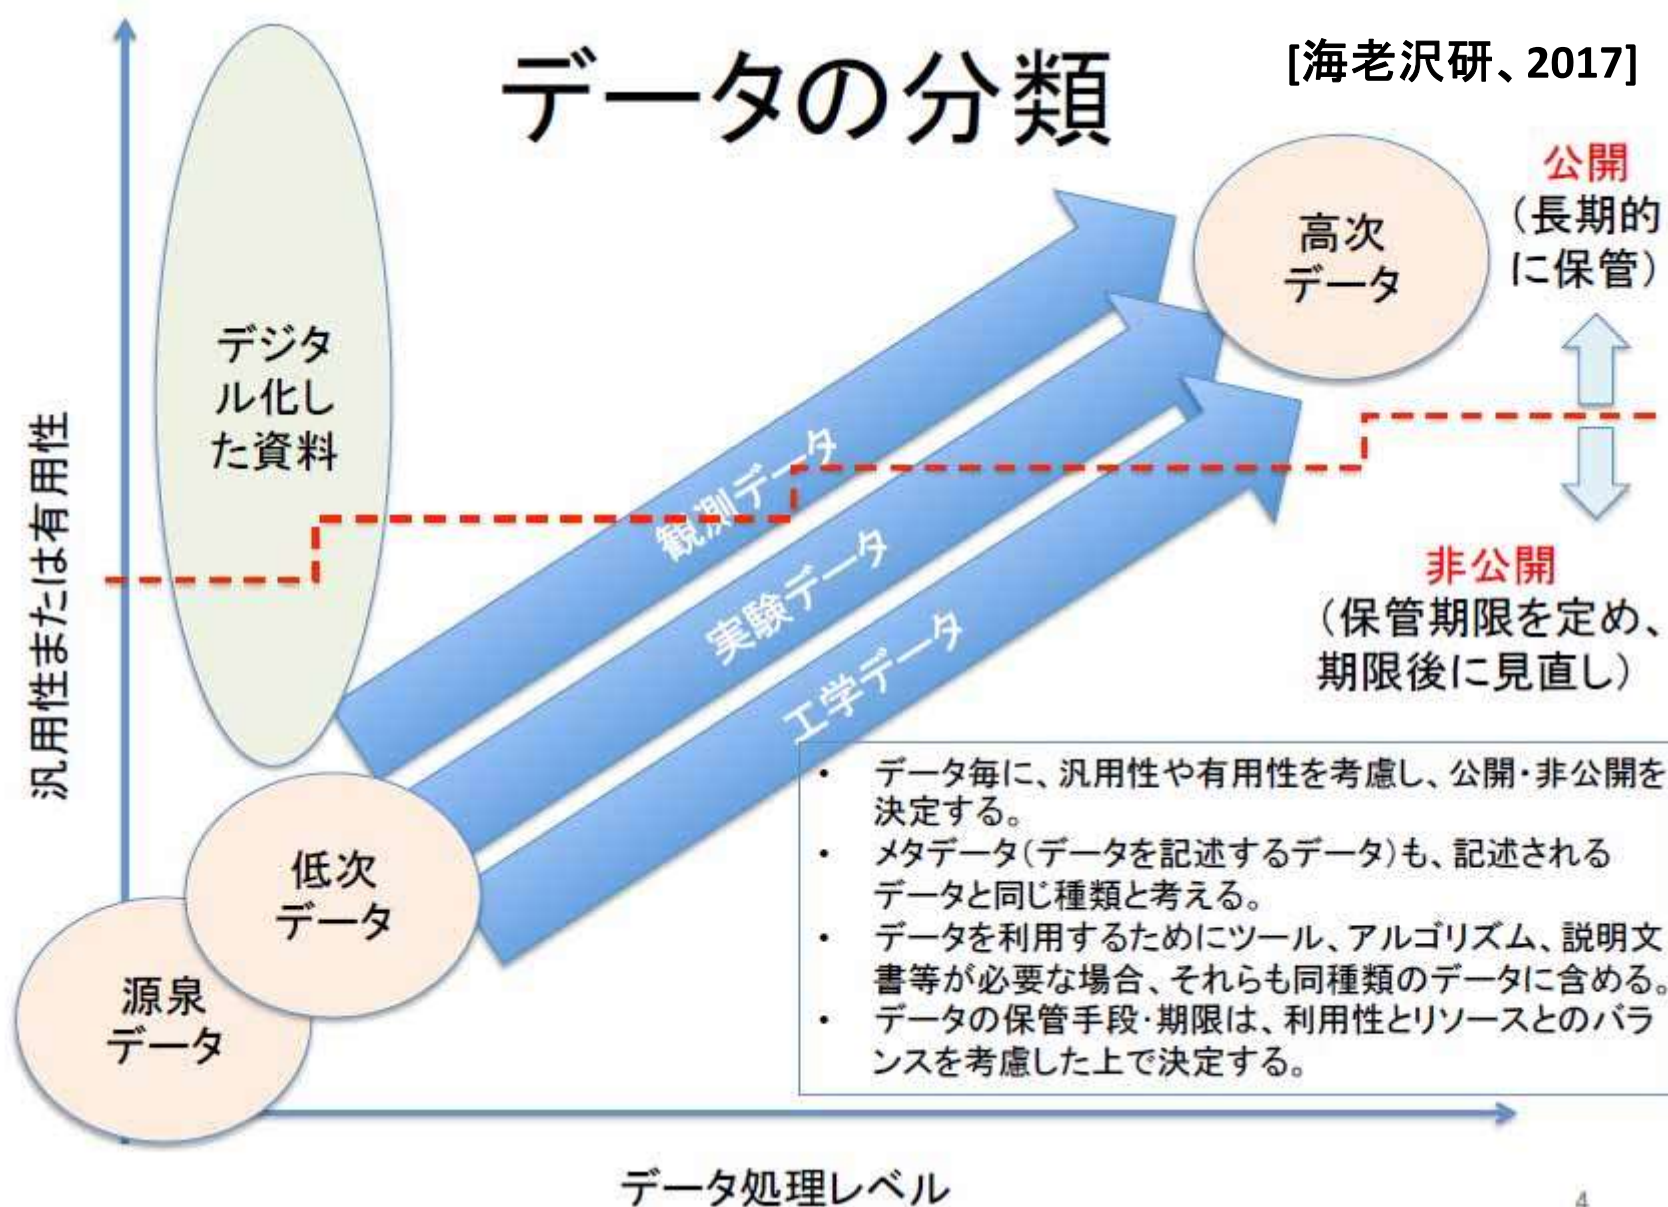 データの分類
[海老沢研、2017]
公開
（長期的
に保管）
高次
データ
デジタ
ル化し
た資料
汎用性または有用性
観測データ
実験データ
工学データ
非公開
（保管期限を定め、
期限後に見直し）
低次
データ
源泉
データ
・ データ毎に、汎用性や有用性を考慮し、公開・非公開を
決定する。
・ メタデータ（データを記述するデータ）も、記述される
データと同じ種類と考える。
・ データを利用するためにツール、アルゴリズム、説明文
書等が必要な場合、それらも同種類のデータに含める。
・ データの保管手段・期限は、利用性とリソースとのバラ
ンスを考慮した上で決定する。
データ処理レベル
4